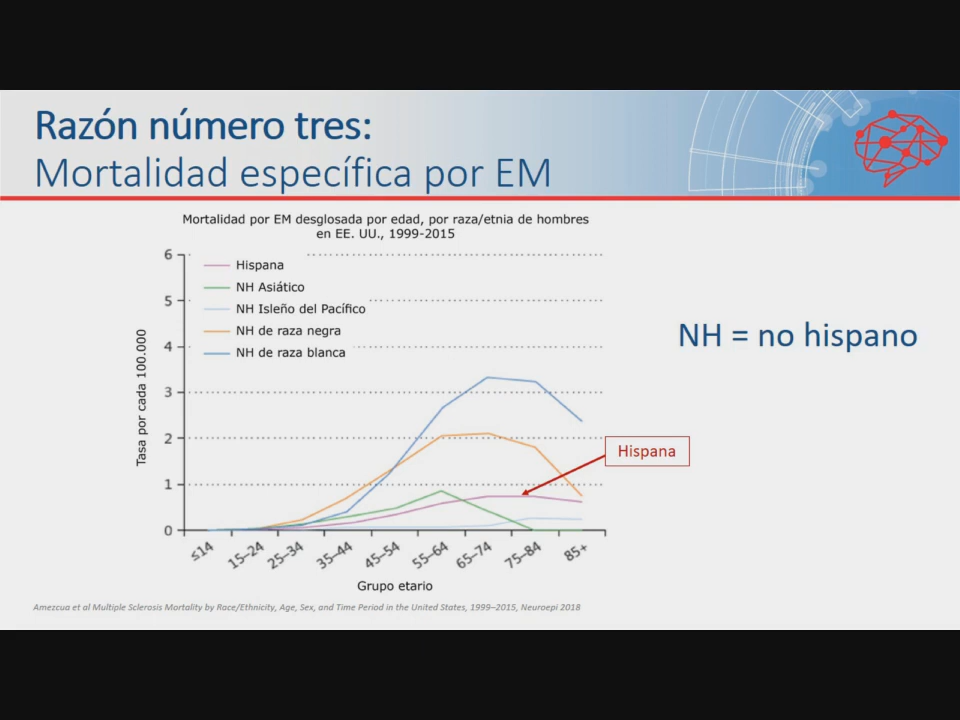 Razón número tres:
Mortalidad específica por EM
Mortalidad por EM desglosada por edad, por raza/etnia de hombres
en EE. UU., 1999-2015
6
5
4
3
2
1
0
Tasa por cada 100.000
Hispana
NH Asiático
NH Isleño del Pacífico
NH de raza negra
NH de raza blanca
NH = no hispano
Hispana
≤14
15–24
25–34
35–44
45–54
55–64
65–74
75–84
85+
Grupo etario
Amezcua et al Multiple Sclerosis Mortality by Race/Ethnicity, Age, Sex, and Time Period in the United States, 1999–2015, Neuroepi 2018